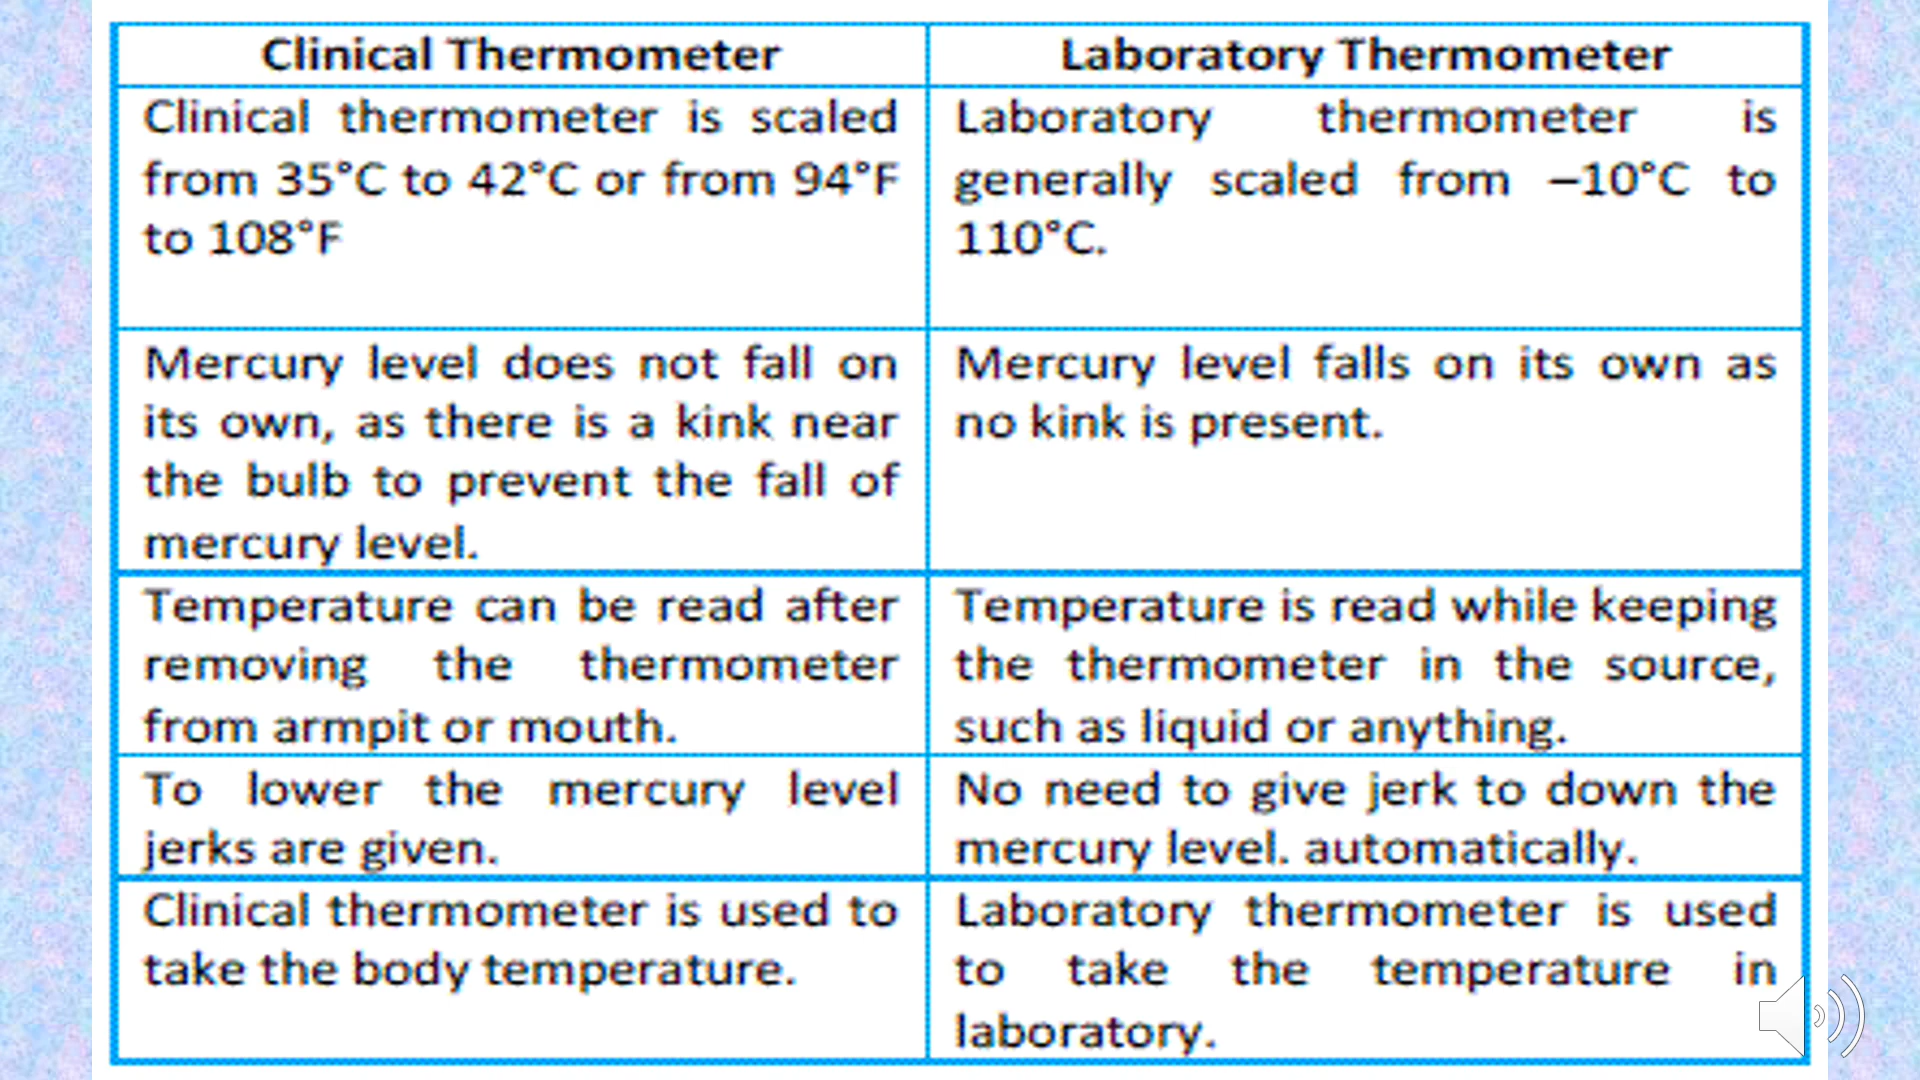 Clinical Thermometer
Laboratory Thermometer
Clinical thermometer is scaled
from 35°C to 42°C or from 94°F
to 108°F
Laboratory thermometer is
generally scaled from –10°C to
110°C.
Mercury level does not fall on
its own, as there is a kink near
the bulb to prevent the fall of
mercury level.
Mercury level falls on its own as
no kink is present.
Temperature can be read after
removing the thermometer
from armpit or mouth.
Temperature is read while keeping
the thermometer in the source,
such as liquid or anything.
To lower the mercury level
jerks are given.
No need to give jerk to down the
mercury level. automatically.
Clinical thermometer is used to
take the body temperature.
Laboratory thermometer is used
to take the temperature in
laboratory.